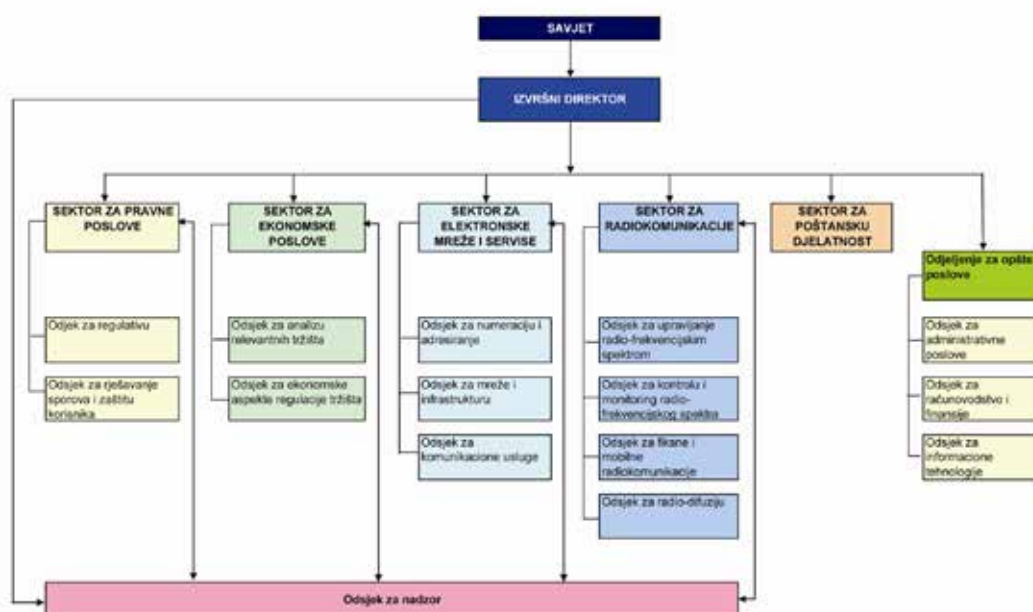 SAVJET
IZVRŠNI DIREKTOR
SEKTOR ZA PRAVNE
POSLOVE
SEKTOR ZA
EKONOMSKE
POSLOVE
SEKTOR ZA
ELEKTRONSKE
MREŽE I SERVISE
SEKTOR ZA
RADIOKOMUNIKACIJE
SEKTOR ZA
POŠTANSKU
DJELATNOST
Odjeljenje za opšte
poslove
Odjek za regulativu
Odsjek za rješavanje
sporova i zaštitu
korisnika
Odsjek za analizu
relevantnih tržišta
Odsjek za ekonomske
aspekte regulacije tržišta
Odsjek za numeraciju i
adresiranje
Odsjek za mreže i
infrastrukturu
Odsjek za
komunikacione usluge
Odsjek za upravljanje
radio-frekvencijskim
spektrom
Odsjek za kontrolu i
monitoring radio-
frekvencijskog spektra
Odsjek za fiksne i
mobilne
radiokomunikacije
Odsjek za radio-difuziju
Odsjek za
administrativne
poslove
Odsjek za
računovodstvo i
finansije
Odsjek za
informacione
tehnologije
Odsjek za nadzor